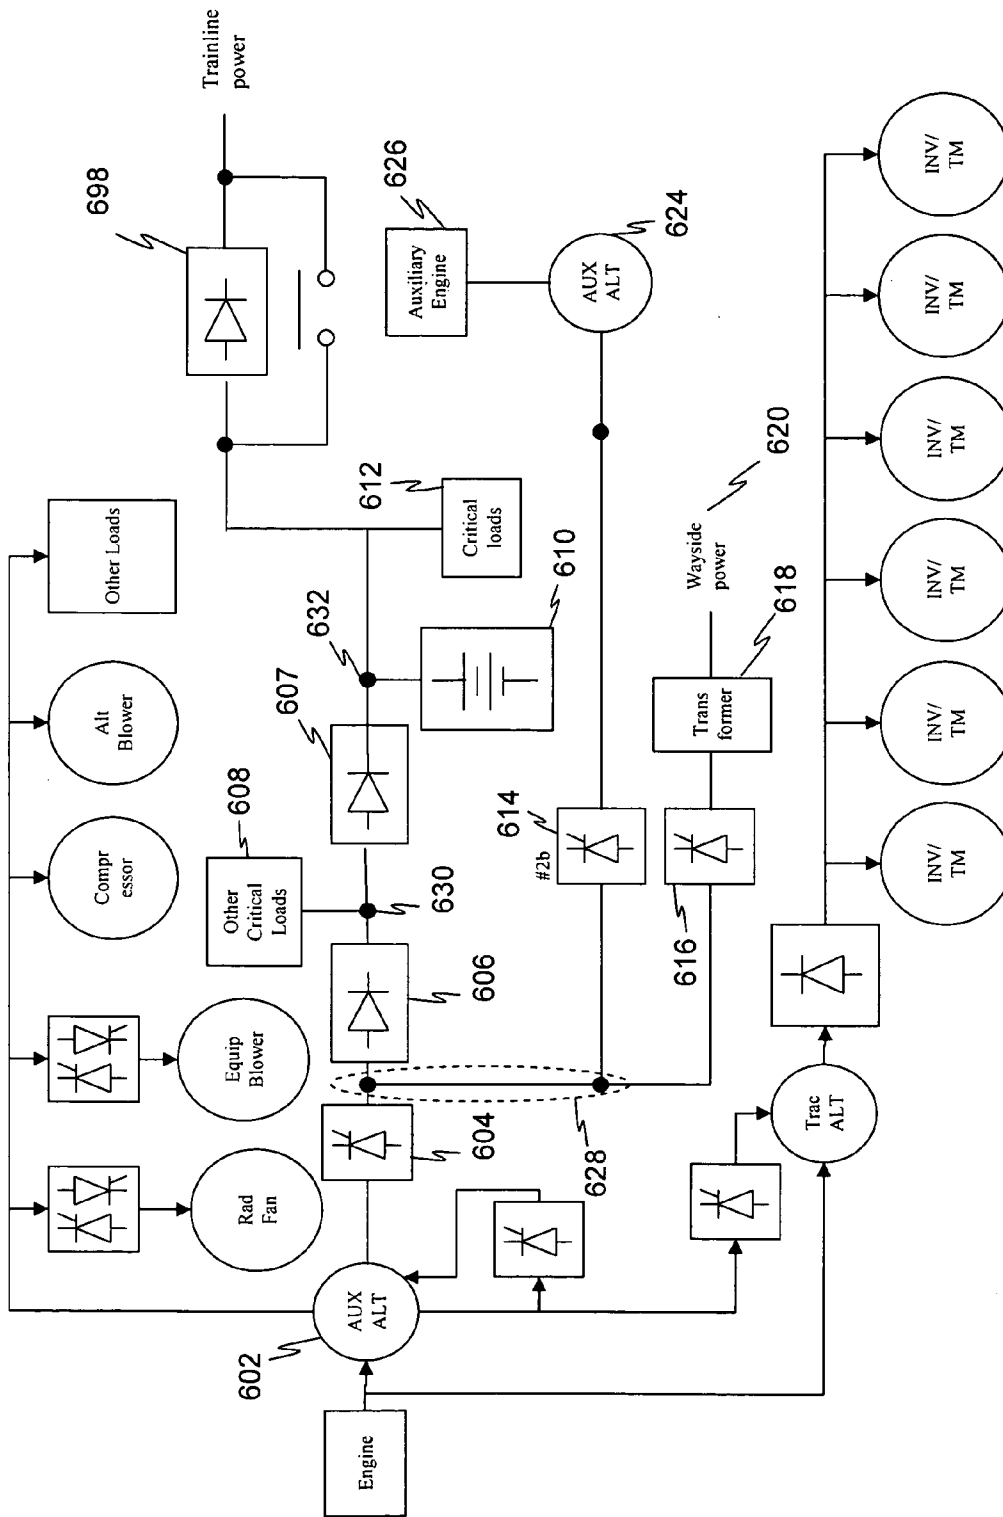 Trainline
power
698
626
Auxiliary
Engine
624
AUX
ALT
Other Loads
612
Critical
loads
620
Wayside
power
632
610
618
Trans
former
Alt
Blower
607
Compr
essor
608
Other
Critical
Loads
630
614
#2b
616
Equip
Blower
606
604
628
Rad
Fan
AUX
ALT
602
Engine
Trac
ALT
INV/
TM
INV/
TM
INV/
TM
INV/
TM
INV/
TM
INV/
TM